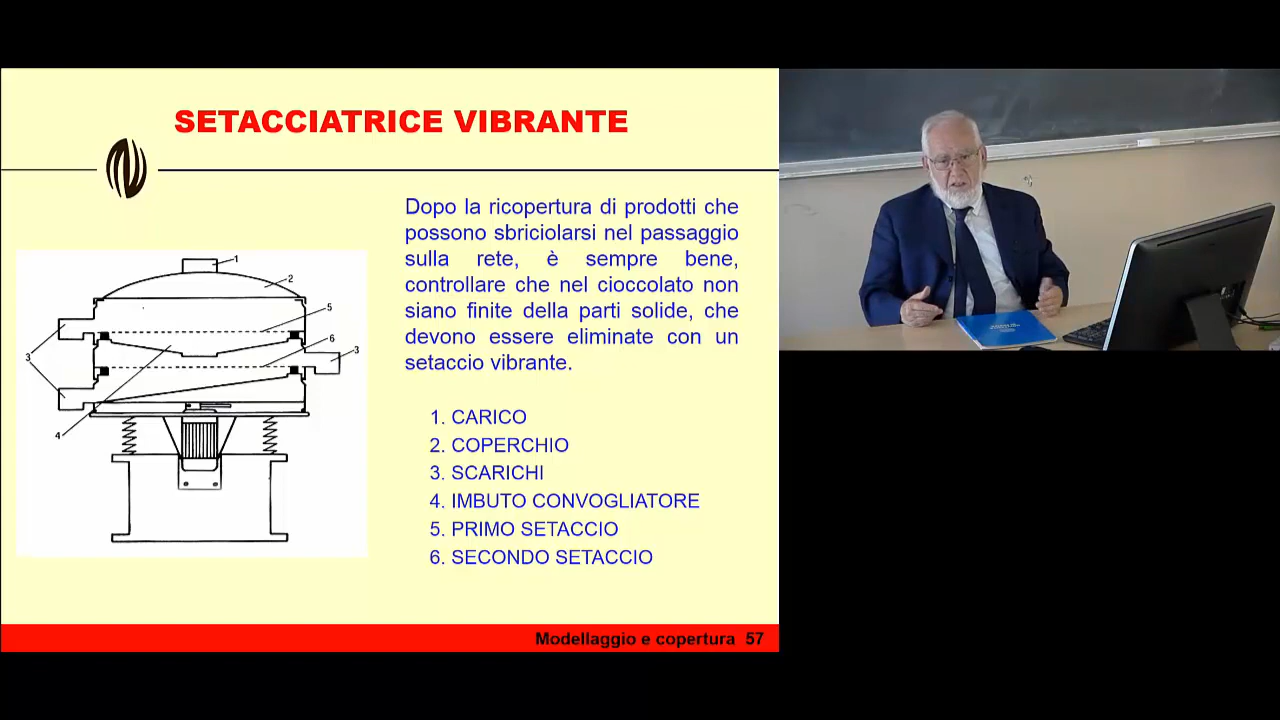 SETACCIATRICE VIBRANTE
Dopo la ricopertura di prodotti che
possono sbriciolarsi nel passaggio
sulla rete, è sempre bene,
controllare che nel cioccolato non
siano finite della parti solide, che
devono essere eliminate con un
setaccio vibrante.
1
2
5
6
3
3
4
1. CARICO
2. COPERCHIO
3. SCARICHI
4. IMBUTO CONVOGLIATORE
5. PRIMO SETACCIO
6. SECONDO SETACCIO
Modellaggio e copertura 57